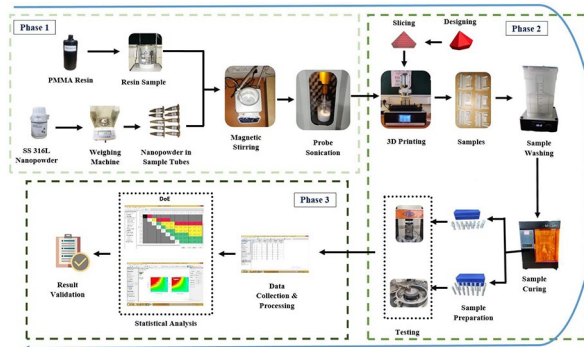 Phase 1
PMMA Resin
Resin Sample
SS 316L
Nanopowder
Weighing
Machine
Nanopowder in
Sample Tubes
Magnetic
Stirring
Probe
Sonication
Phase 2
Slicing
Designing
3D Printing
Samples
Sample
Washing
Sample
Curing
Sample
Preparation
Testing
Phase 3
Data
Collection &
Processing
DoE
Statistical Analysis
Result
Validation